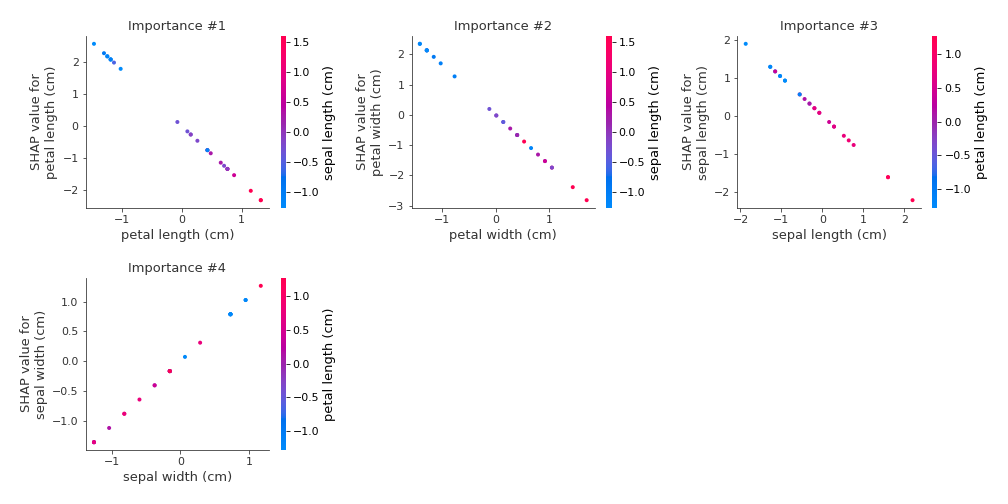 Importance #1
SHAP value for
petal length (cm)
2
1
0
−1
−2
−1
0
1
petal length (cm)
1.5
1.0
0.5
0.0
−0.5
−1.0
sepal length (cm)
Importance #2
SHAP value for
petal width (cm)
2
1
0
−1
−2
−3
−1
0
1
petal width (cm)
1.5
1.0
0.5
0.0
−0.5
−1.0
sepal length (cm)
Importance #3
SHAP value for
sepal length (cm)
2
1
0
−1
−2
−2
−1
0
1
2
sepal length (cm)
1.0
0.5
0.0
−0.5
−1.0
petal length (cm)
Importance #4
SHAP value for
sepal width (cm)
1.0
0.5
0.0
−0.5
−1.0
−1
0
1
sepal width (cm)
1.0
0.5
0.0
−0.5
−1.0
petal length (cm)